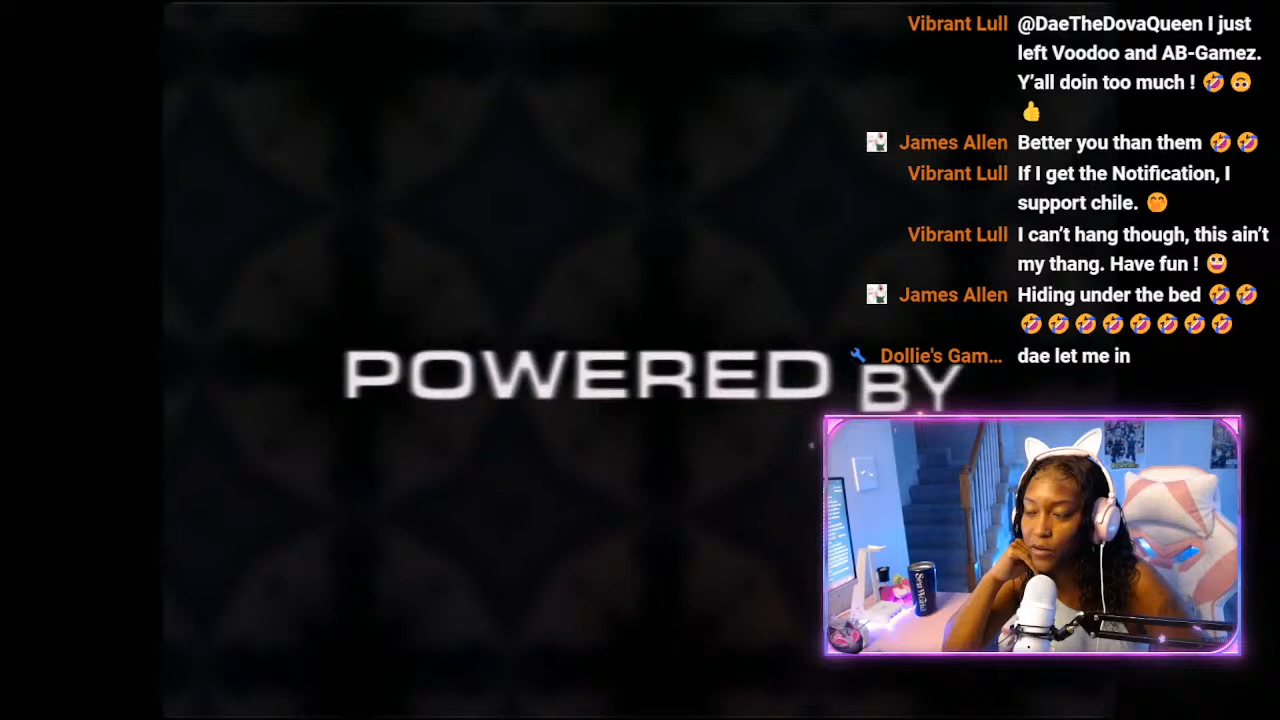 Vibrant Lull @DaeTheDovaQueen I just
left Voodoo and AB-Gamez.
Y'all doin too much ! 🤣 🙃
👍
James Allen Better you than them 🤣 🤣
Vibrant Lull If I get the Notification, I
support chile. 🤭
Vibrant Lull I can't hang though, this ain't
my thang. Have fun ! 😀
James Allen Hiding under the bed 🤣 🤣
🤣 🤣 🤣 🤣 🤣 🤣 🤣 🤣
Dollie's Gam... dae let me in
POWERED BY